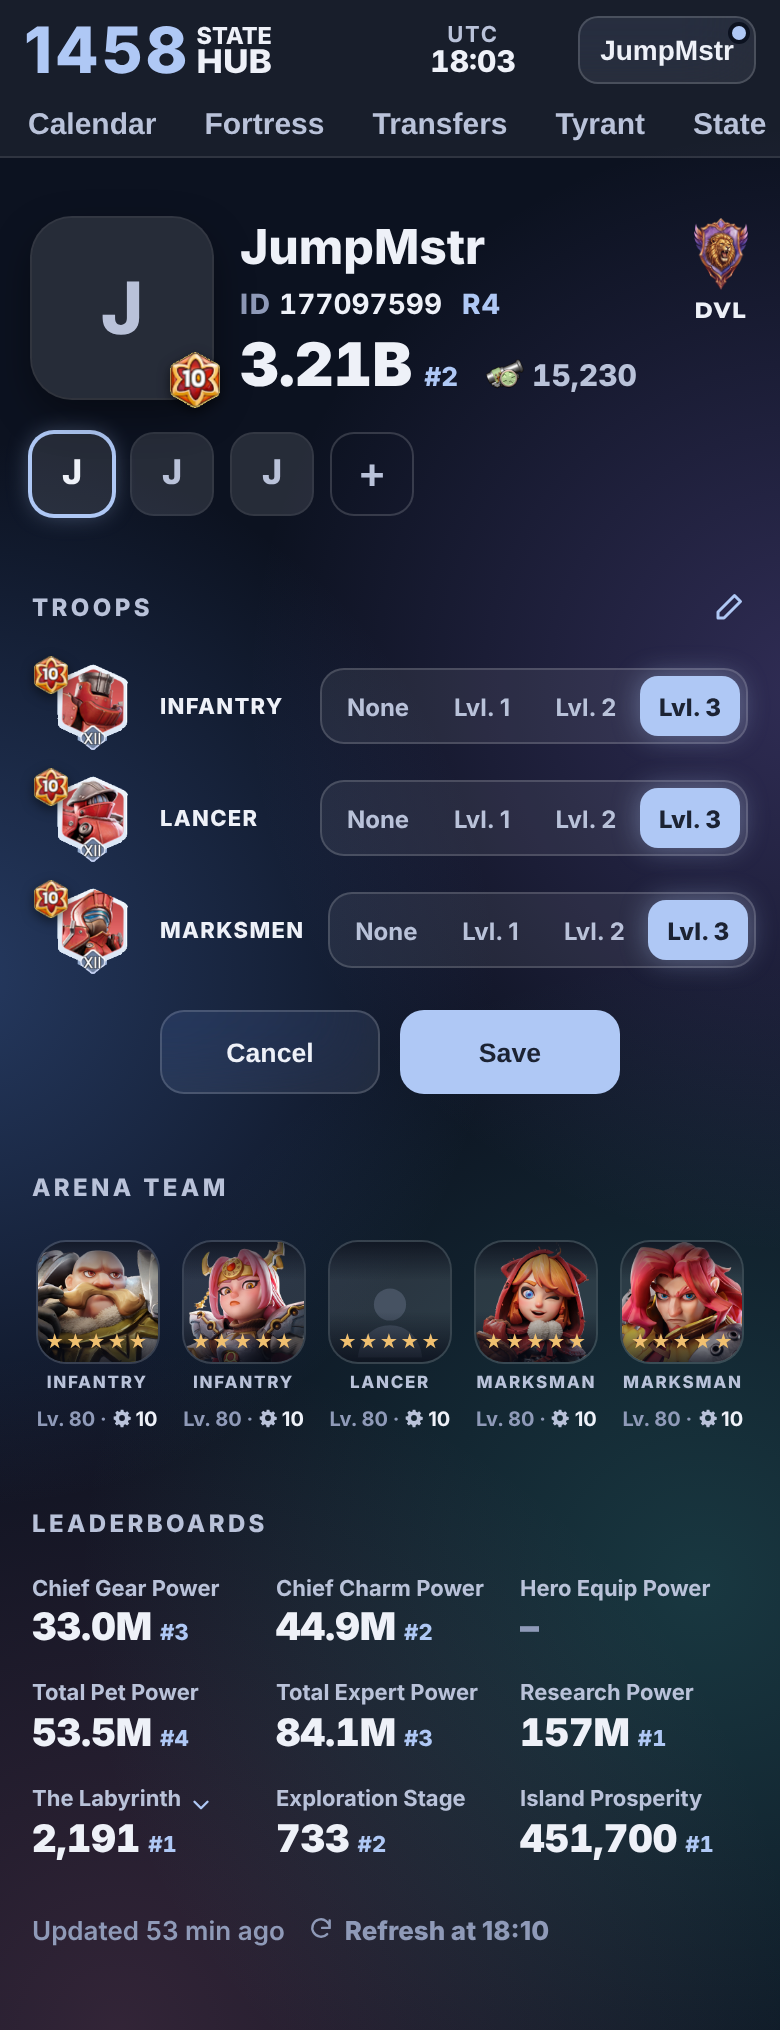 1458 STATE HUB
UTC
18:03
JumpMstr
Calendar Fortress Transfers Tyrant State
J
10
JumpMstr
ID 177097599 R4
3.21B #2 15,230
DVL
J J J +
TROOPS
10 XII INFANTRY None Lvl. 1 Lvl. 2 Lvl. 3
10 XII LANCER None Lvl. 1 Lvl. 2 Lvl. 3
10 XII MARKSMEN None Lvl. 1 Lvl. 2 Lvl. 3
Cancel Save
ARENA TEAM
INFANTRY INFANTRY LANCER MARKSMAN MARKSMAN
Lv. 80 · 10 Lv. 80 · 10 Lv. 80 · 10 Lv. 80 · 10 Lv. 80 · 10
LEADERBOARDS
Chief Gear Power Chief Charm Power Hero Equip Power
33.0M #3 44.9M #2 –
Total Pet Power Total Expert Power Research Power
53.5M #4 84.1M #3 157M #1
The Labyrinth Exploration Stage Island Prosperity
2,191 #1 733 #2 451,700 #1
Updated 53 min ago Refresh at 18:10